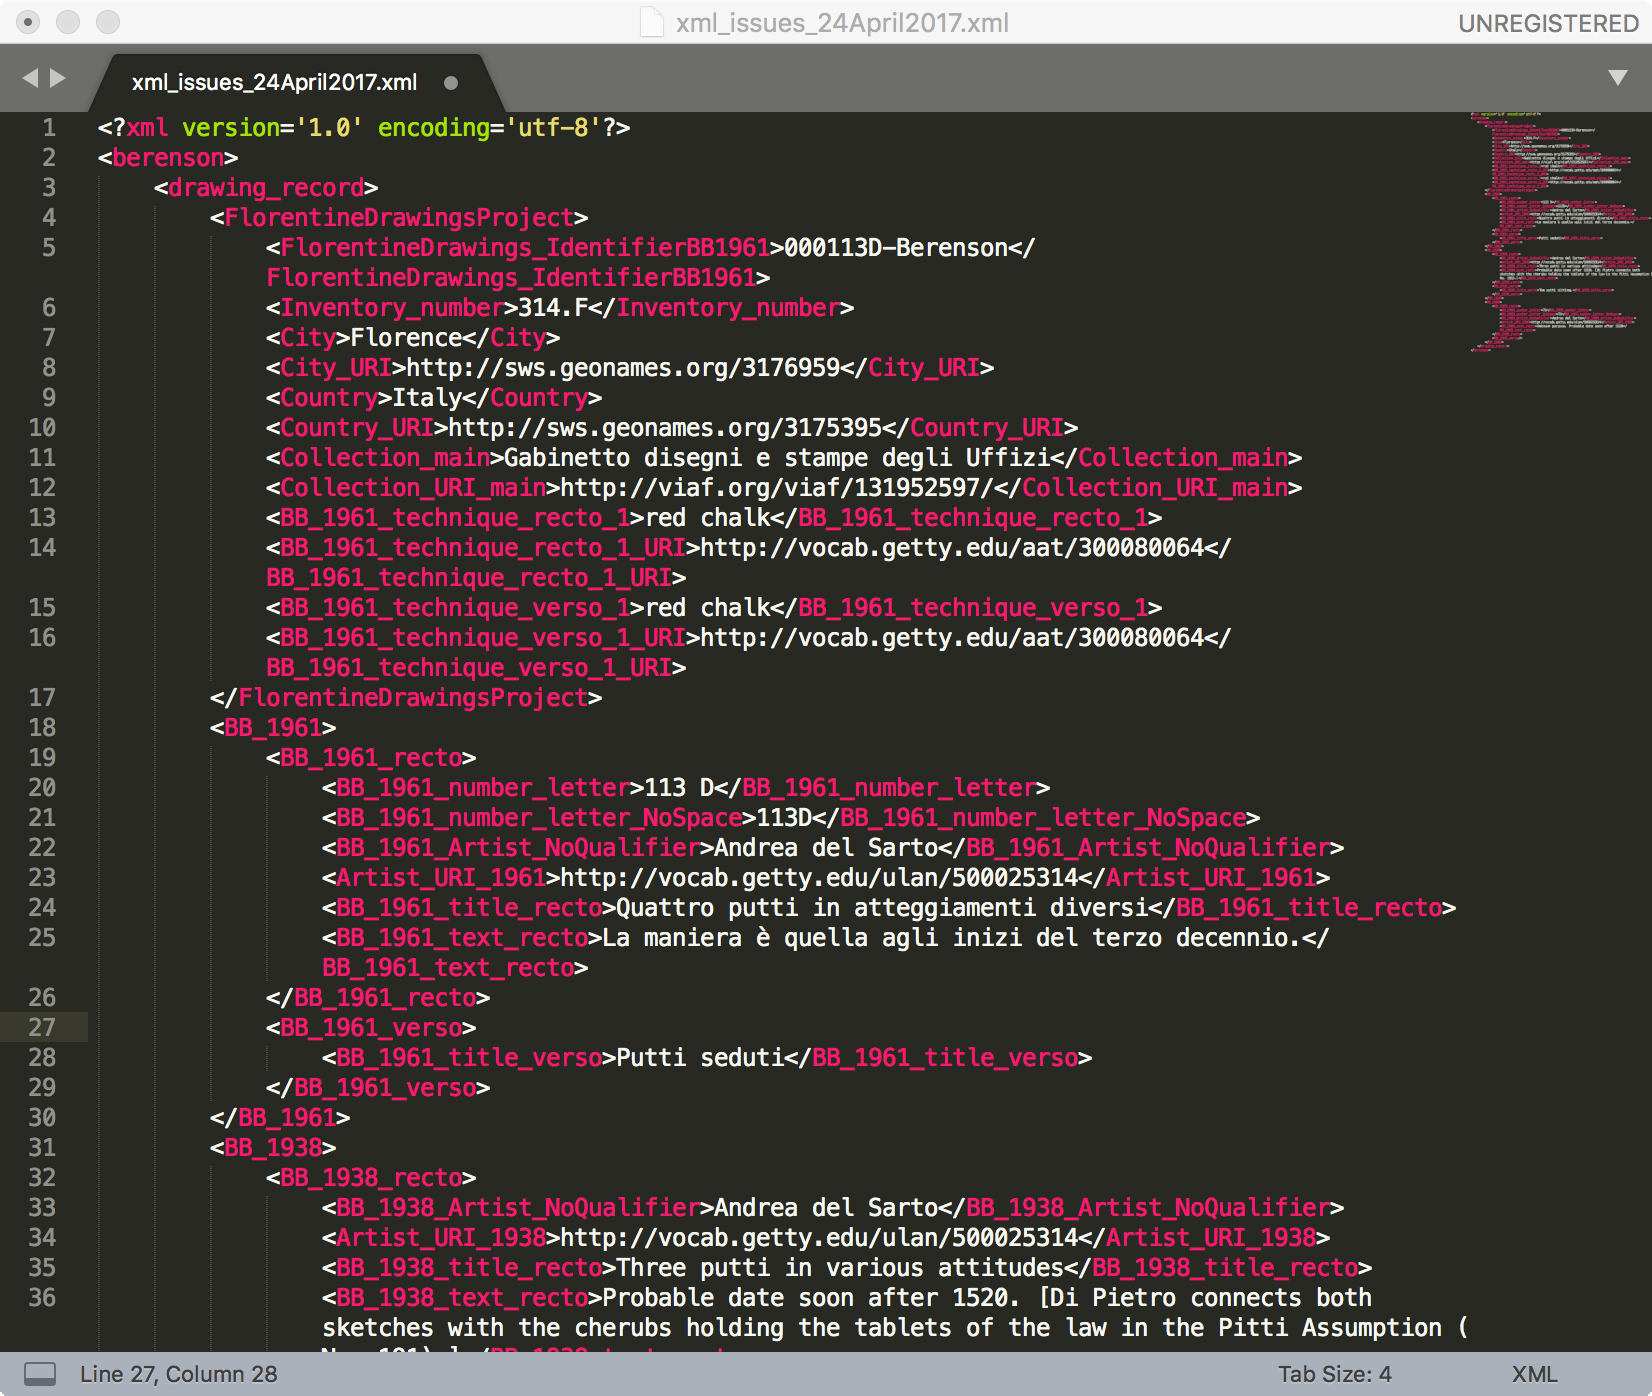 xml_issues_24April2017.xml
UNREGISTERED
xml_issues_24April2017.xml
1 <?xml version='1.0' encoding='utf-8'?>
2 <berenson>
3 <drawing_record>
4 <FlorentineDrawingsProject>
5 <FlorentineDrawings_IdentifierBB1961>000113D-Berenson</
FlorentineDrawings_IdentifierBB1961>
6 <Inventory_number>314.F</Inventory_number>
7 <City>Florence</City>
8 <City_URI>http://sws.geonames.org/3176959</City_URI>
9 <Country>Italy</Country>
10 <Country_URI>http://sws.geonames.org/3175395</Country_URI>
11 <Collection_main>Gabinetto disegni e stampe degli Uffizi</Collection_main>
12 <Collection_URI_main>http://viaf.org/viaf/131952597/</Collection_URI_main>
13 <BB_1961_technique_recto_1>red chalk</BB_1961_technique_recto_1>
14 <BB_1961_technique_recto_1_URI>http://vocab.getty.edu/aat/300080064</
BB_1961_technique_recto_1_URI>
15 <BB_1961_technique_verso_1>red chalk</BB_1961_technique_verso_1>
16 <BB_1961_technique_verso_1_URI>http://vocab.getty.edu/aat/300080064</
BB_1961_technique_verso_1_URI>
17 </FlorentineDrawingsProject>
18 <BB_1961>
19 <BB_1961_recto>
20 <BB_1961_number_letter>113 D</BB_1961_number_letter>
21 <BB_1961_number_letter_NoSpace>113D</BB_1961_number_letter_NoSpace>
22 <BB_1961_Artist_NoQualifier>Andrea del Sarto</BB_1961_Artist_NoQualifier>
23 <Artist_URI_1961>http://vocab.getty.edu/ulan/500025314</Artist_URI_1961>
24 <BB_1961_title_recto>Quattro putti in atteggiamenti diversi</BB_1961_title_recto>
25 <BB_1961_text_recto>La maniera è quella agli inizi del terzo decennio.</
BB_1961_text_recto>
26 </BB_1961_recto>
27 <BB_1961_verso>
28 <BB_1961_title_verso>Putti seduti</BB_1961_title_verso>
29 </BB_1961_verso>
30 </BB_1961>
31 <BB_1938>
32 <BB_1938_recto>
33 <BB_1938_Artist_NoQualifier>Andrea del Sarto</BB_1938_Artist_NoQualifier>
34 <Artist_URI_1938>http://vocab.getty.edu/ulan/500025314</Artist_URI_1938>
35 <BB_1938_title_recto>Three putti in various attitudes</BB_1938_title_recto>
36 <BB_1938_text_recto>Probable date soon after 1520. [Di Pietro connects both
sketches with the cherubs holding the tablets of the law in the Pitti Assumption (
Line 27, Column 28
Tab Size: 4
XML